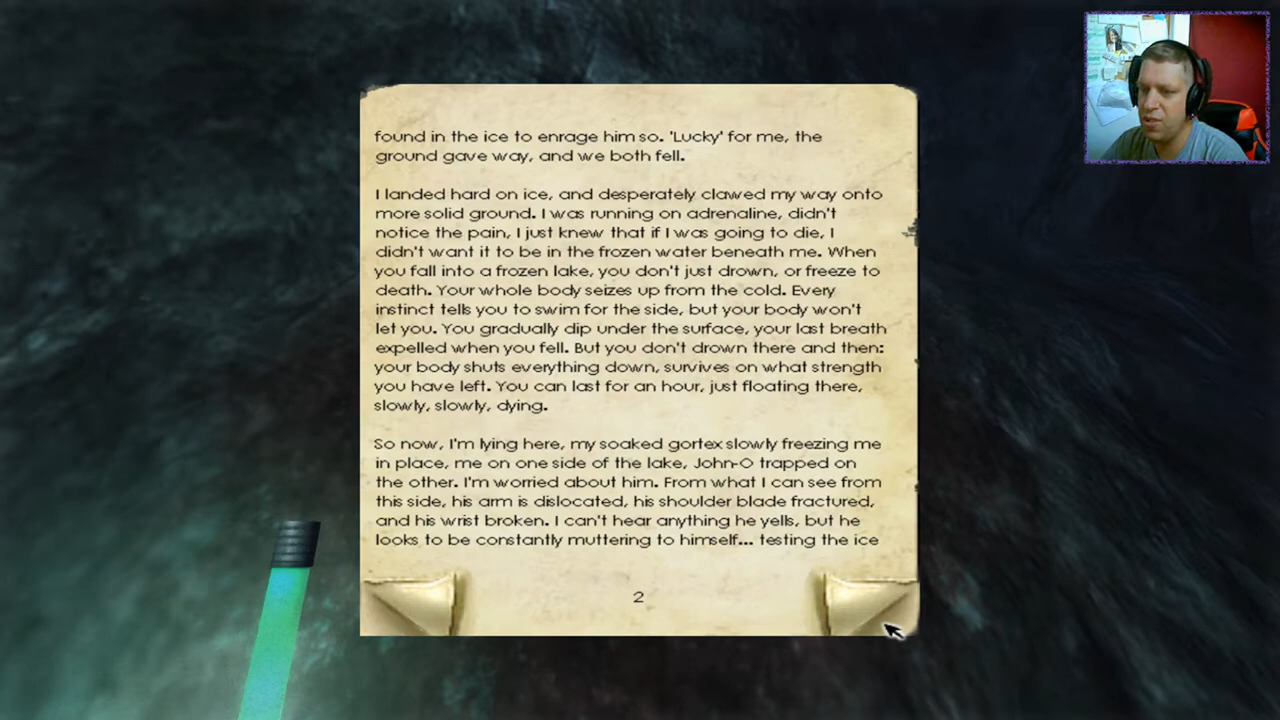 found in the ice to enrage him so. 'Lucky' for me, the
ground gave way, and we both fell.
I landed hard on ice, and desperately clawed my way onto
more solid ground. I was running on adrenaline, didn't
notice the pain, I just knew that if I was going to die, I
didn't want it to be in the frozen water beneath me. When
you fall into a frozen lake, you don't just drown, or freeze to
death. Your whole body seizes up from the cold. Every
instinct tells you to swim for the side, but your body won't
let you. You gradually dip under the surface, your last breath
expelled when you fell. But you don't drown there and then:
your body shuts everything down, survives on what strength
you have left. You can last for an hour, just floating there,
slowly, slowly, dying.
So now, I'm lying here, my soaked gortex slowly freezing me
in place, me on one side of the lake, John-O trapped on
the other. I'm worried about him. From what I can see from
this side, his arm is dislocated, his shoulder blade fractured,
and his wrist broken. I can't hear anything he yells, but he
looks to be constantly muttering to himself... testing the ice
2